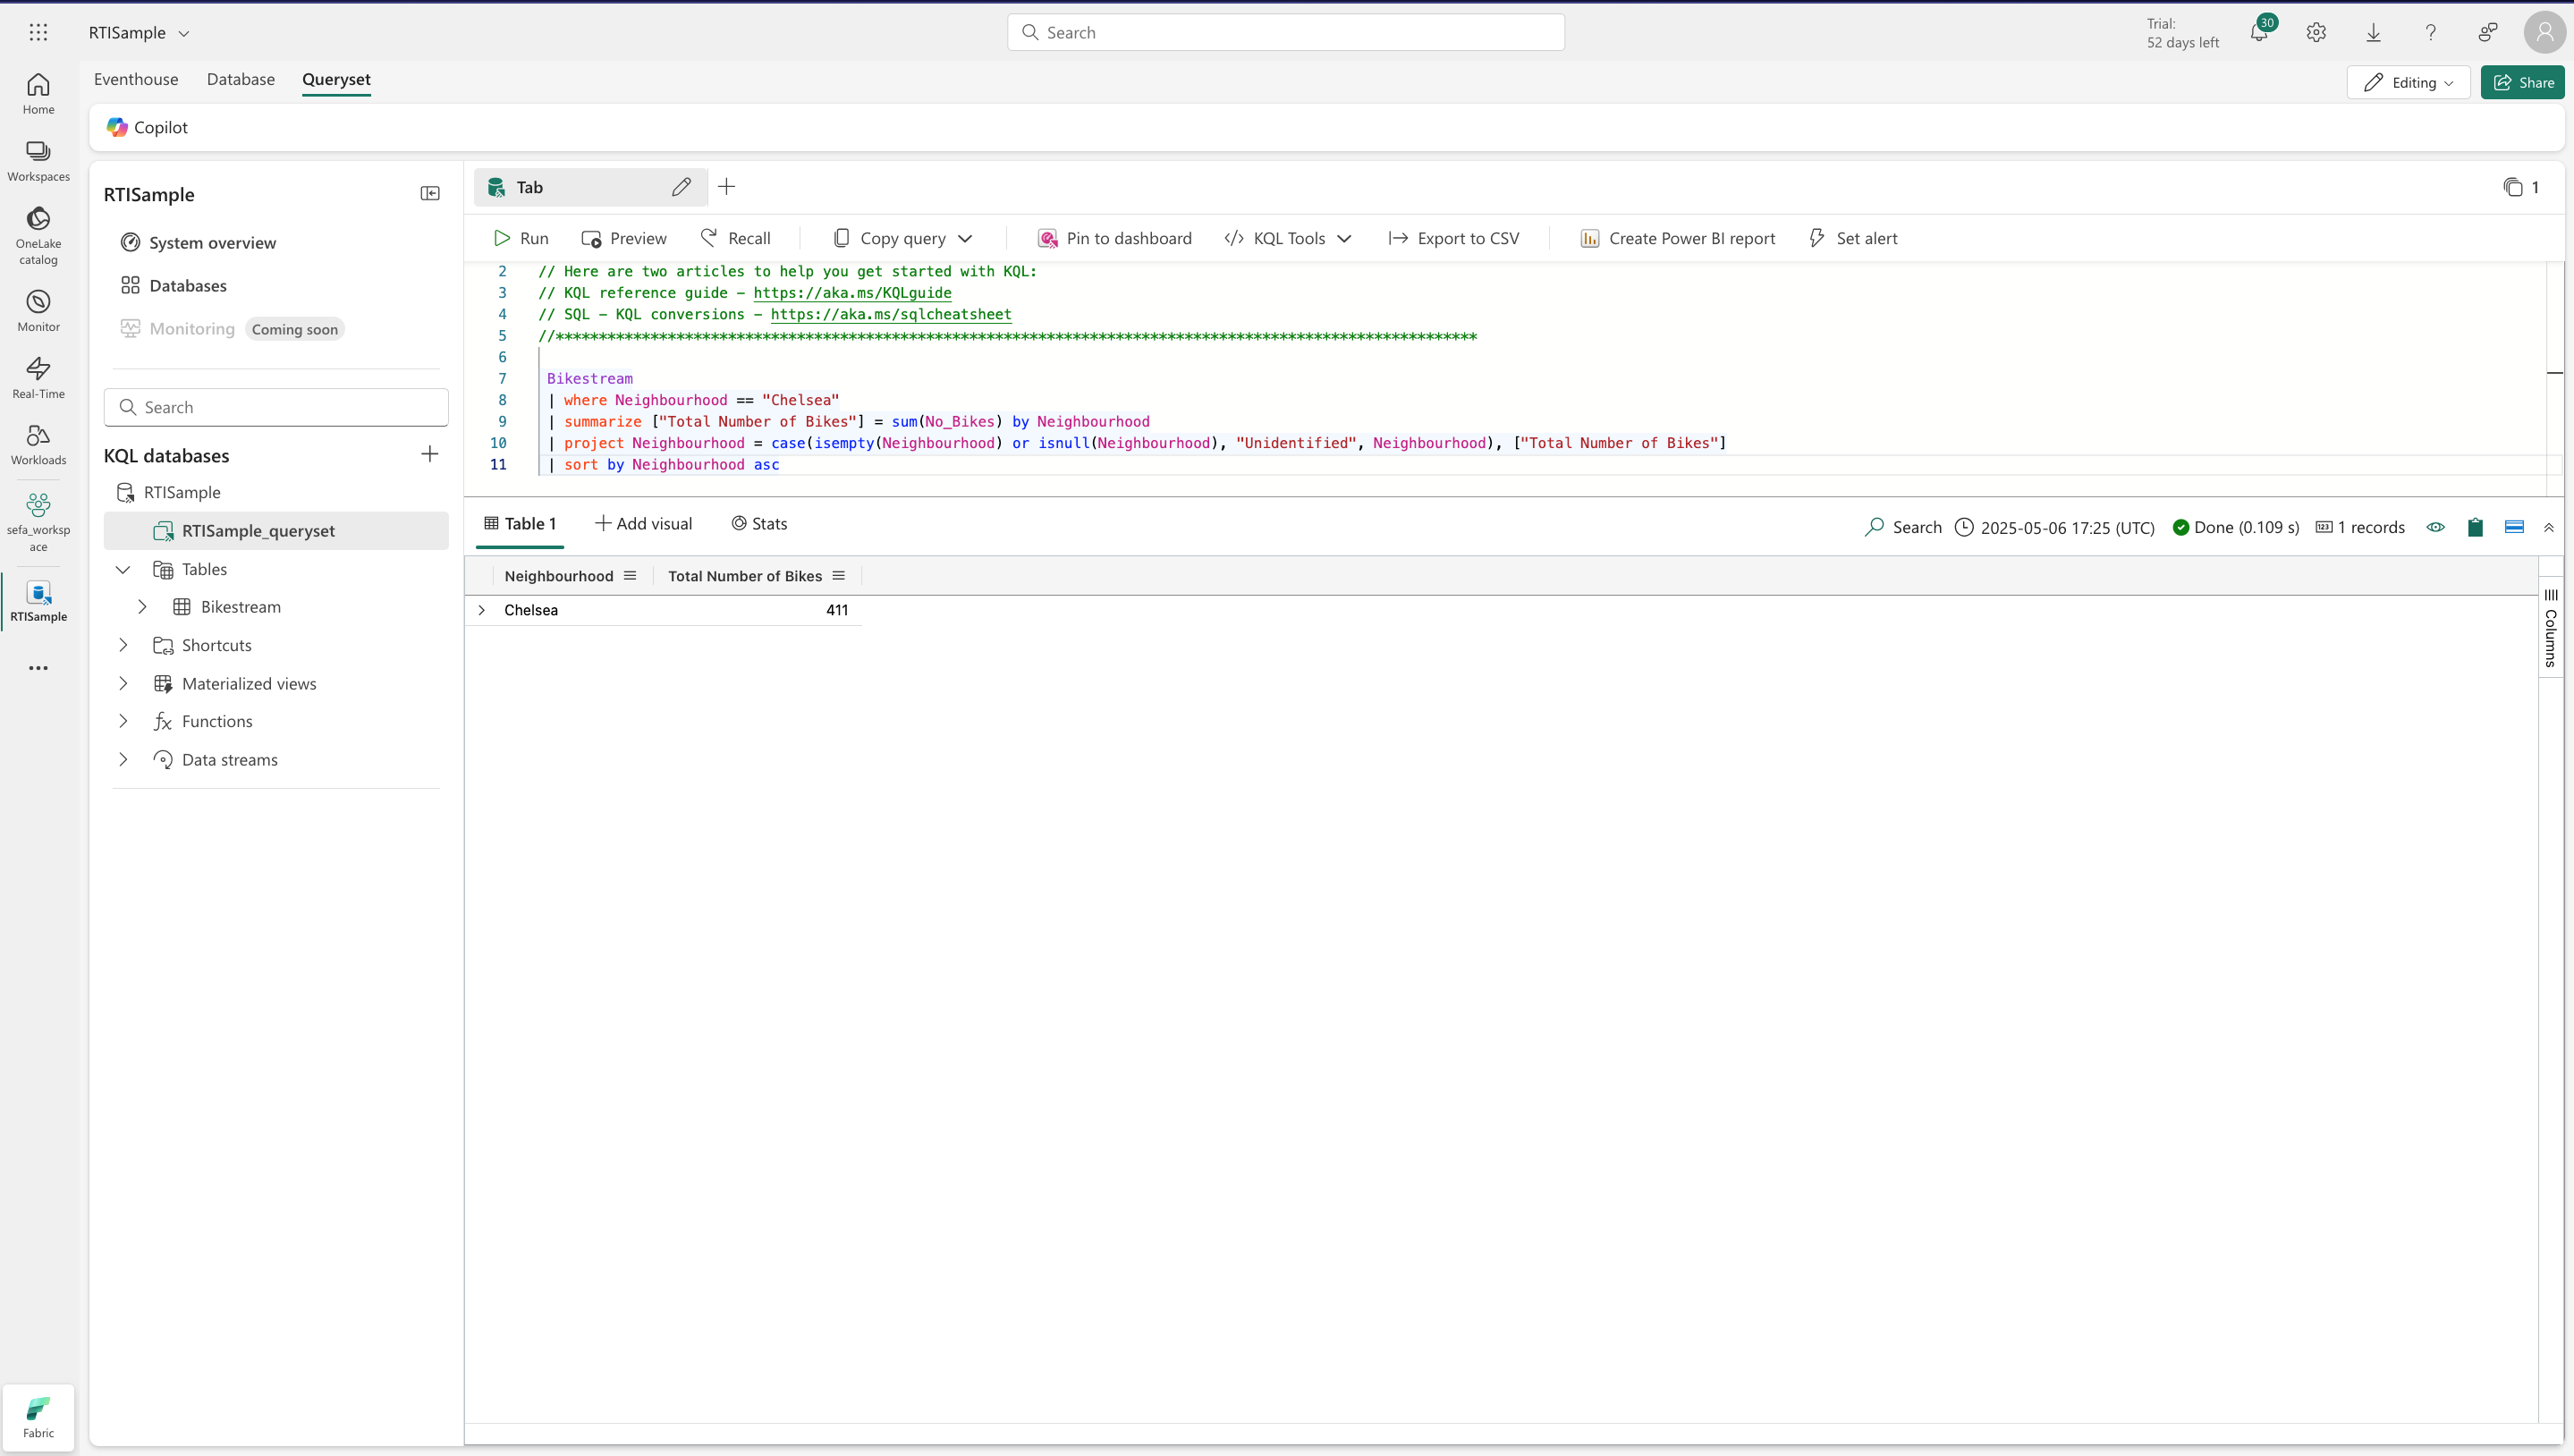 RTISample
Search
Trial:
52 days left
30
Home
Workspaces
OneLake
catalog
Monitor
Real-Time
Workloads
sefa_worksp
ace
RTISample
Fabric
Eventhouse Database Queryset
Editing
Share
Copilot
RTISample
System overview
Databases
Monitoring Coming soon
Search
KQL databases
RTISample
RTISample_queryset
Tables
Bikestream
Shortcuts
Materialized views
Functions
Data streams
Tab
1
Run Preview Recall Copy query Pin to dashboard KQL Tools Export to CSV Create Power BI report Set alert
2 // Here are two articles to help you get started with KQL:
3 // KQL reference guide - https://aka.ms/KQLguide
4 // SQL - KQL conversions - https://aka.ms/sqlcheatsheet
5 //***********************************************************************************************************
6
7 Bikestream
8 | where Neighbourhood == "Chelsea"
9 | summarize ["Total Number of Bikes"] = sum(No_Bikes) by Neighbourhood
10 | project Neighbourhood = case(isempty(Neighbourhood) or isnull(Neighbourhood), "Unidentified", Neighbourhood), ["Total Number of Bikes"]
11 | sort by Neighbourhood asc
Table 1 Add visual Stats
Search 2025-05-06 17:25 (UTC) Done (0.109 s) 1 records
Neighbourhood Total Number of Bikes
Chelsea 411
Columns